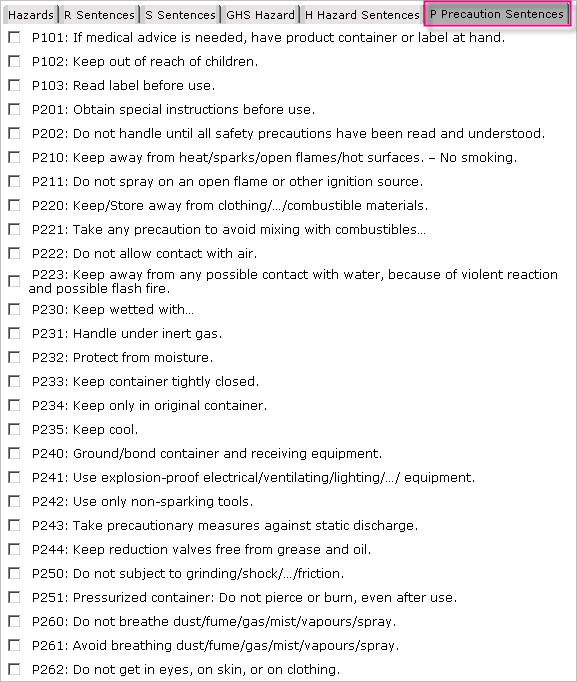 Hazards R Sentences S Sentences GHS Hazard H Hazard Sentences P Precaution Sentences
P101: If medical advice is needed, have product container or label at hand.
P102: Keep out of reach of children.
P103: Read label before use.
P201: Obtain special instructions before use.
P202: Do not handle until all safety precautions have been read and understood.
P210: Keep away from heat/sparks/open flames/hot surfaces. – No smoking.
P211: Do not spray on an open flame or other ignition source.
P220: Keep/Store away from clothing/…/combustible materials.
P221: Take any precaution to avoid mixing with combustibles…
P222: Do not allow contact with air.
P223: Keep away from any possible contact with water, because of violent reaction
and possible flash fire.
P230: Keep wetted with…
P231: Handle under inert gas.
P232: Protect from moisture.
P233: Keep container tightly closed.
P234: Keep only in original container.
P235: Keep cool.
P240: Ground/bond container and receiving equipment.
P241: Use explosion-proof electrical/ventilating/lighting/…/ equipment.
P242: Use only non-sparking tools.
P243: Take precautionary measures against static discharge.
P244: Keep reduction valves free from grease and oil.
P250: Do not subject to grinding/shock/…/friction.
P251: Pressurized container: Do not pierce or burn, even after use.
P260: Do not breathe dust/fume/gas/mist/vapours/spray.
P261: Avoid breathing dust/fume/gas/mist/vapours/spray.
P262: Do not get in eyes, on skin, or on clothing.